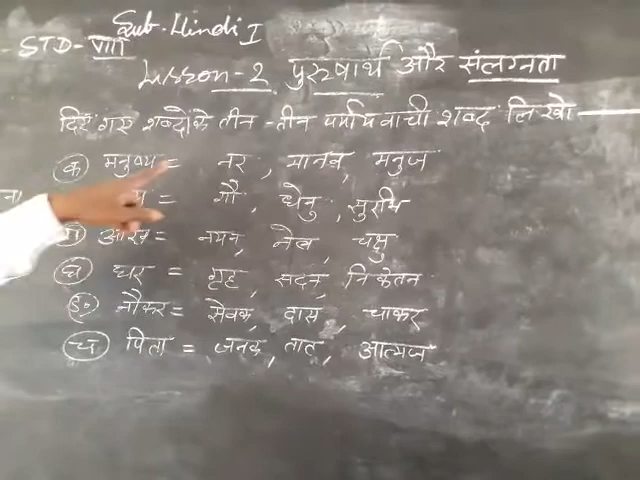 Sub-Hindi I
STD-VIII
Lesson-2 पुरुषार्थ और संलग्नता
दिए गए शब्दों के तीन-तीन पर्यायवाची शब्द लिखो
क मनुष्य = नर, मानव, मनुज
य = गौ, धेनु, सुरभि
ग आँख = नयन, नेत्र, चक्षु
घ घर = गृह, सदन, निकेतन
ङ नौकर = सेवक, दास, चाकर
च पिता = जनक, तात, आत्मज